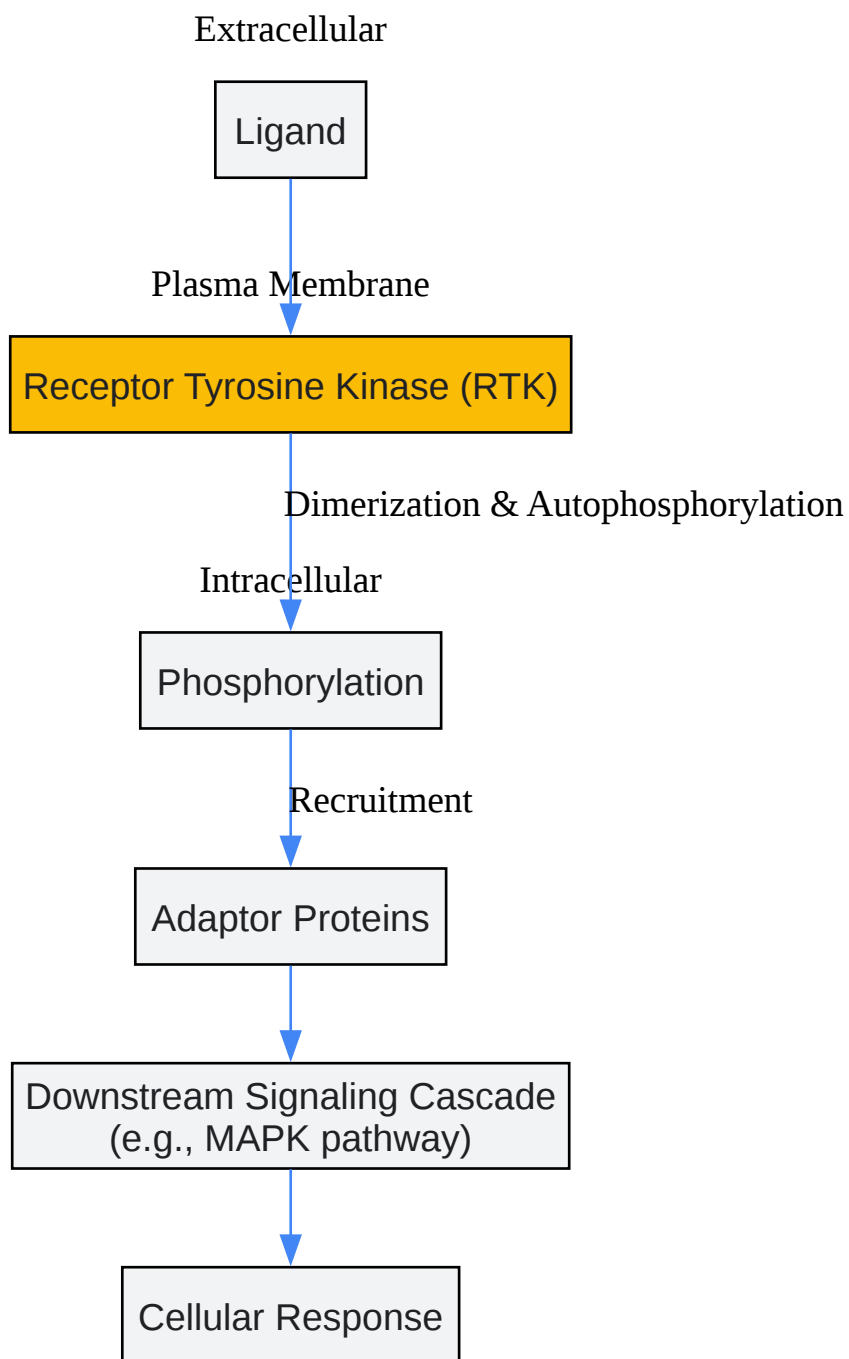 Extracellular
Ligand
Plasma Membrane
Receptor Tyrosine Kinase (RTK)
Dimerization & Autophosphorylation
Intracellular
Phosphorylation
Recruitment
Adaptor Proteins
Downstream Signaling Cascade
(e.g., MAPK pathway)
Cellular Response